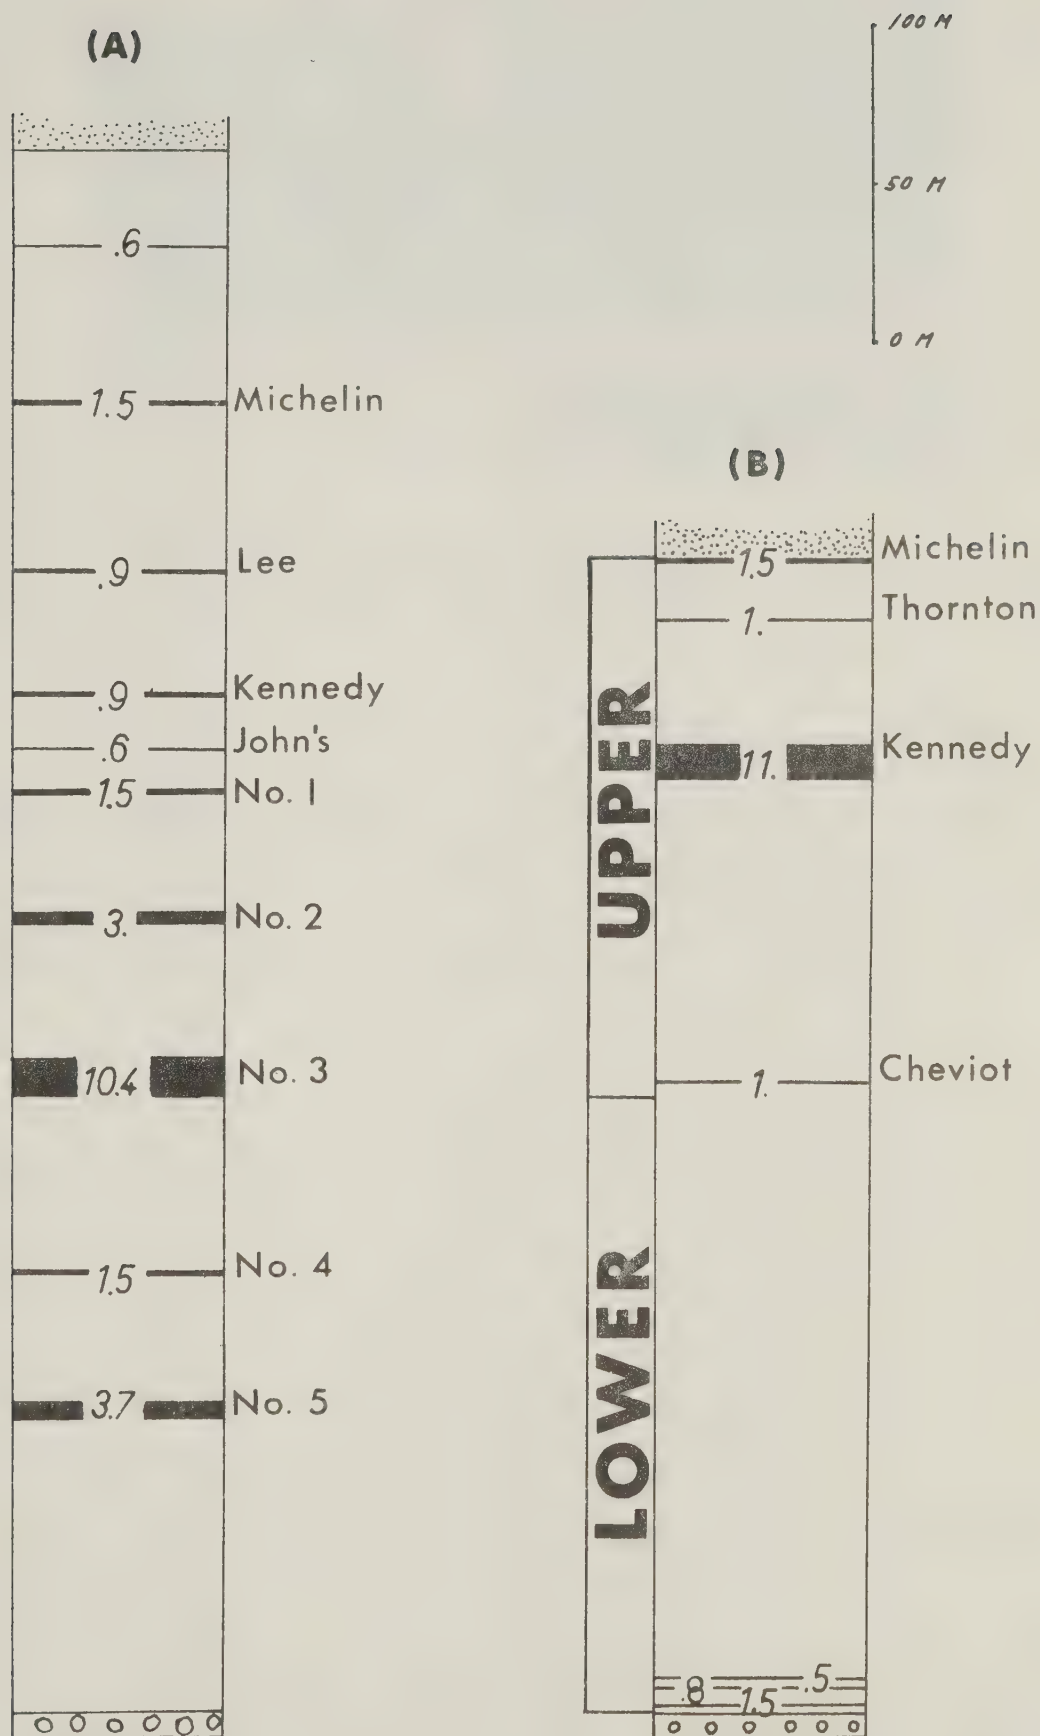 (A)
.6
1.5 Michelin
.9 Lee
.9 Kennedy
.6 John's
1.5 No. 1
3. No. 2
10.4 No. 3
1.5 No. 4
3.7 No. 5
100 M
50 M
0 M
(B)
1.5 Michelin
1. Thornton
11. Kennedy
1. Cheviot
UPPER
LOWER
.5
.8
1.5